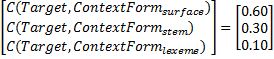 [C(Target, ContextForm_surface)] [0.60]
[C(Target, ContextForm_stem)] = [0.30]
[C(Target, ContextForm_lexeme)] [0.10]